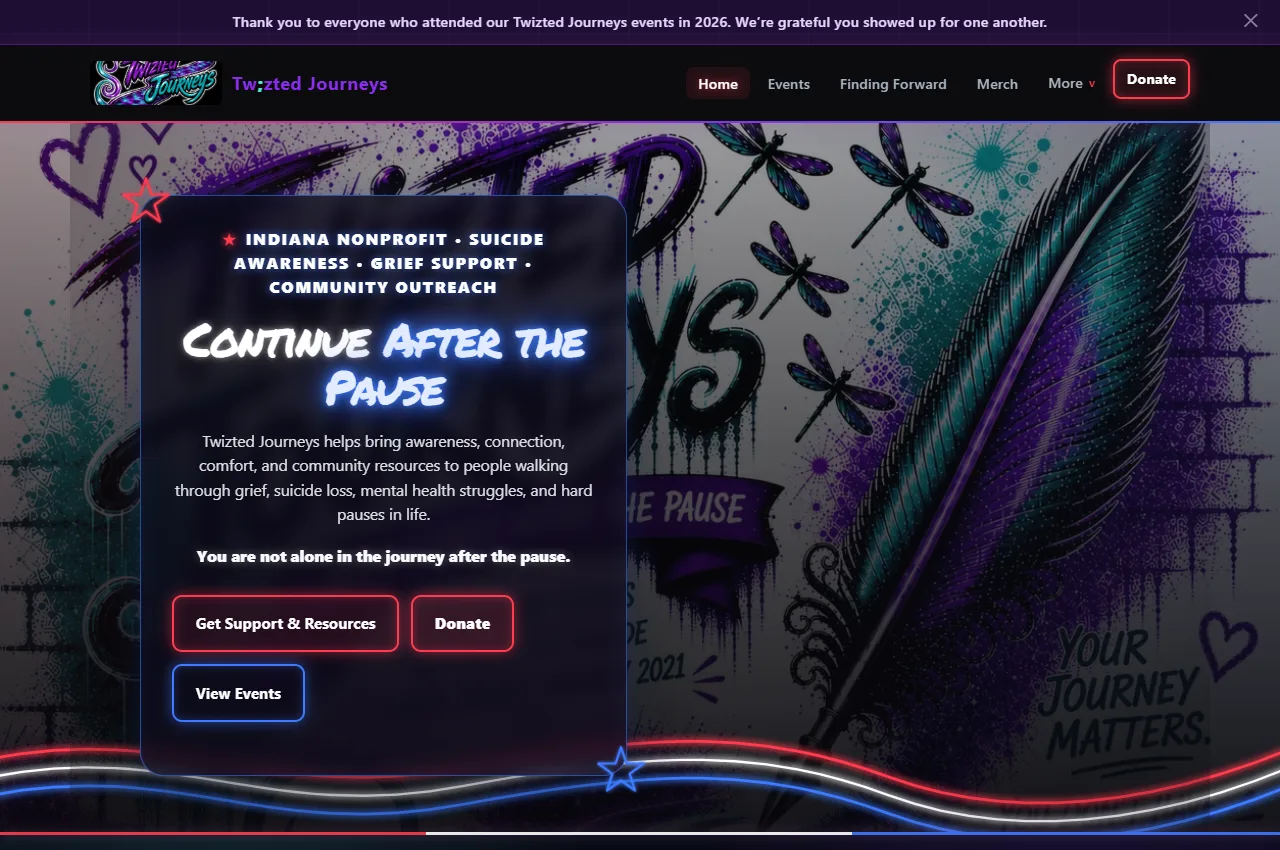 Thank you to everyone who attended our Twizted Journeys events in 2026. We're grateful you showed up for one another.
TWIZTED
JOURNEYS
Tw;zted Journeys
Home
Events
Finding Forward
Merch
More v
Donate
★ INDIANA NONPROFIT • SUICIDE
AWARENESS • GRIEF SUPPORT •
COMMUNITY OUTREACH
Continue After the
Pause
Twizted Journeys helps bring awareness, connection,
comfort, and community resources to people walking
through grief, suicide loss, mental health struggles, and hard
pauses in life.
You are not alone in the journey after the pause.
Get Support & Resources
Donate
View Events
PAUSE
2021
YOUR
JOURNEY
MATTERS.